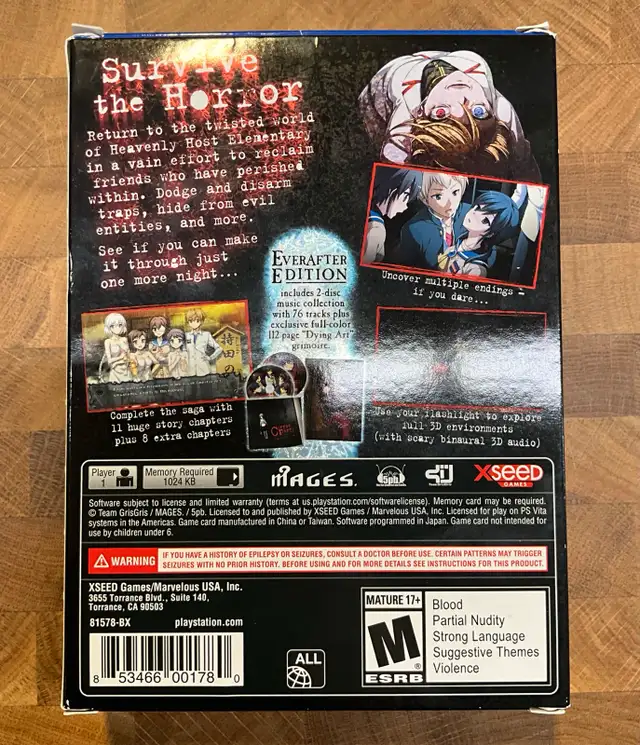 Survive
the Horror
Return to the twisted world
of Heavenly Host Elementary
in a vain effort to reclaim
friends who have perished
within. Dodge and disarm
traps, hide from evil
entities, and more.
See if you can make
it through just
one more night...
Uncover multiple endings –
if you dare...
EverAfter
Edition
includes 2-disc
music collection
with 76 tracks plus
exclusive full-color
112 page "Dying Art"
grimoire.
Complete the saga with
11 huge story chapters
plus 8 extra chapters
Use your flashlight to explore
full 3D environments
(with scary binaural 3D audio)
Player
1
Memory Required
1024 KB
MAGES.
5pb.
XSEED
GAMES
Software subject to license and limited warranty (terms at us.playstation.com/softwarelicense). Memory card may be required.
© Team GrisGris / MAGES. / 5pb. Licensed to and published by XSEED Games / Marvelous USA, Inc. Licensed for play on PS Vita
systems in the Americas. Game card manufactured in China or Taiwan. Software programmed in Japan. Game card not intended for
use by children under 6.
WARNING
IF YOU HAVE A HISTORY OF EPILEPSY OR SEIZURES, CONSULT A DOCTOR BEFORE USE. CERTAIN PATTERNS MAY TRIGGER
SEIZURES WITH NO PRIOR HISTORY. BEFORE USING AND FOR MORE DETAILS SEE INSTRUCTIONS FOR THIS PRODUCT.
XSEED Games/Marvelous USA, Inc.
3655 Torrance Blvd., Suite 140,
Torrance, CA 90503
81578-BX
playstation.com
8 53466 00178 0
ALL
MATURE 17+
M
®
ESRB
Blood
Partial Nudity
Strong Language
Suggestive Themes
Violence